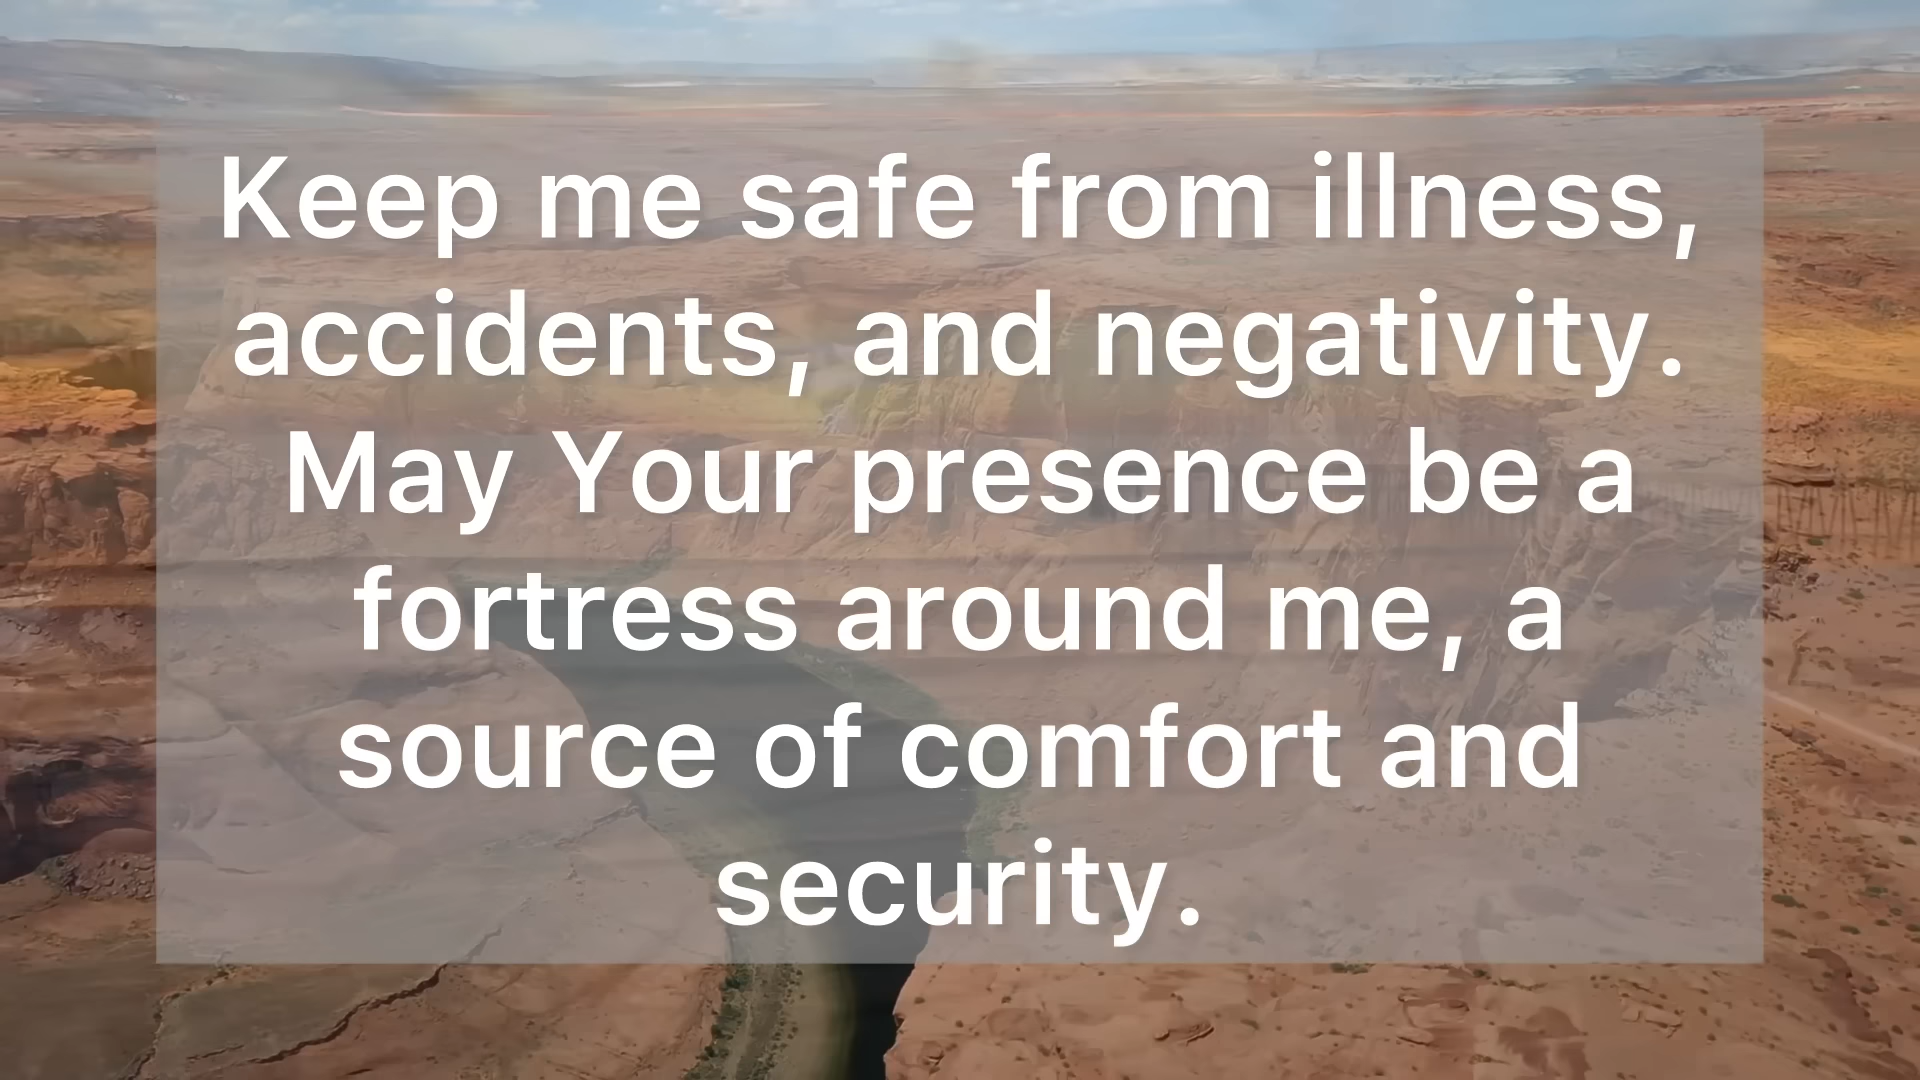 Keep me safe from illness,
accidents, and negativity.
May Your presence be a
fortress around me, a
source of comfort and
security.